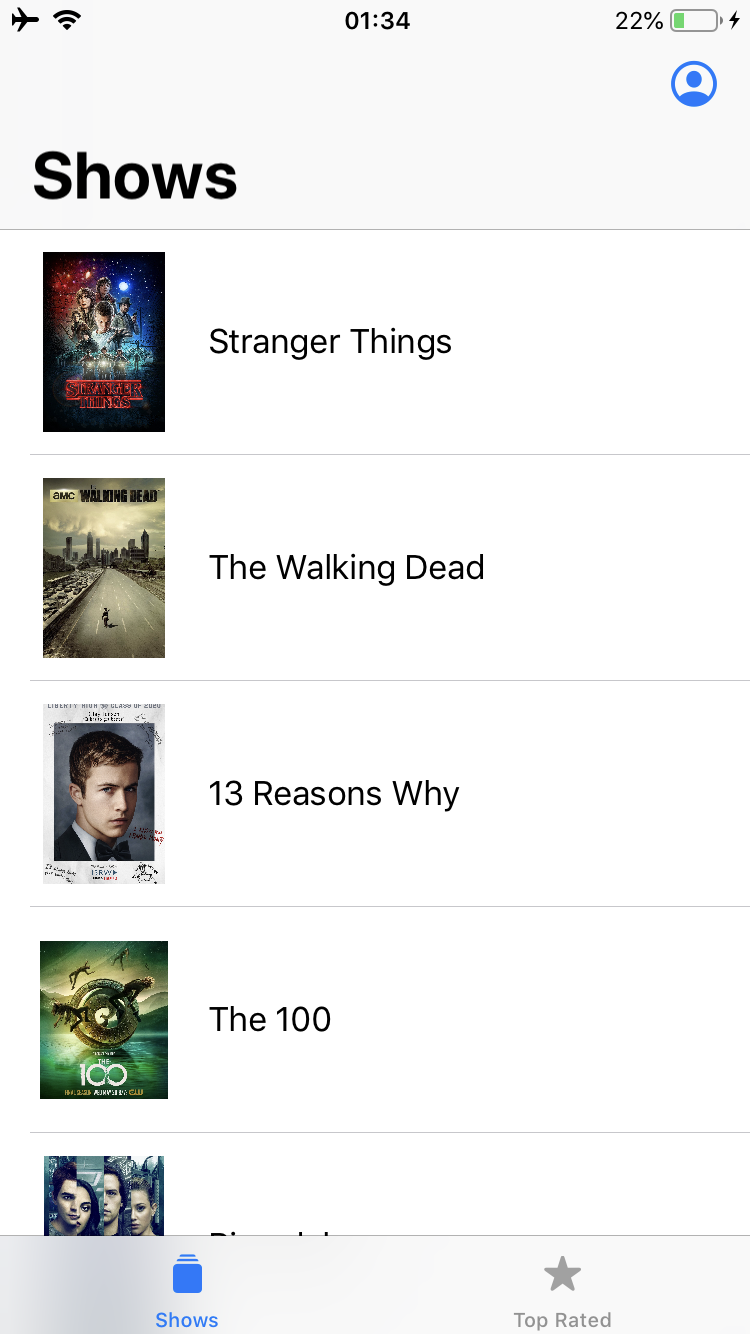 01:34
22%
Shows
STRANGER
THINGS
Stranger Things
aMC THE WALKING DEAD
The Walking Dead
LIBERTY HIGH CLASS OF 2020
13 Reasons Why
THE
100
The 100
Shows
Top Rated